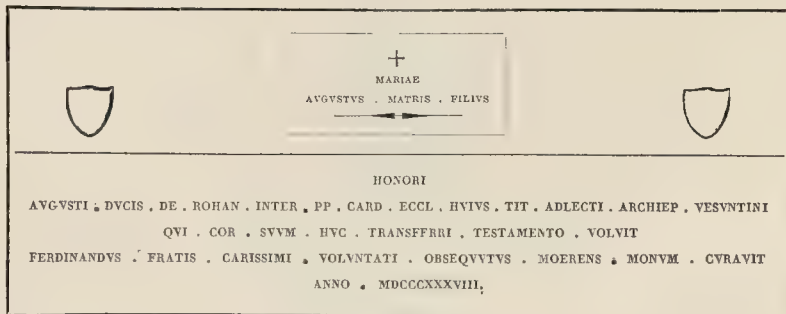 +
MARIAE
AVGVSTVS . MATRIS . FILIVS
HONORI
AVGVSTI . DVCIS . DE . ROHAN . INTER . PP . CARD . ECCL . HVIVS . TIT . ADLECTI . ARCHIEP . VESVNTINI
QVI . COR . SVVM . HVC . TRANSFFRRI . TESTAMENTO . VOLVIT
FERDINANDVS . FRATIS . CARISSIMI . VOLVNTATI . OBSEQVVTVS . MOERENS . MONVM . CVRAVIT
ANNO . MDCCCXXXVIII.